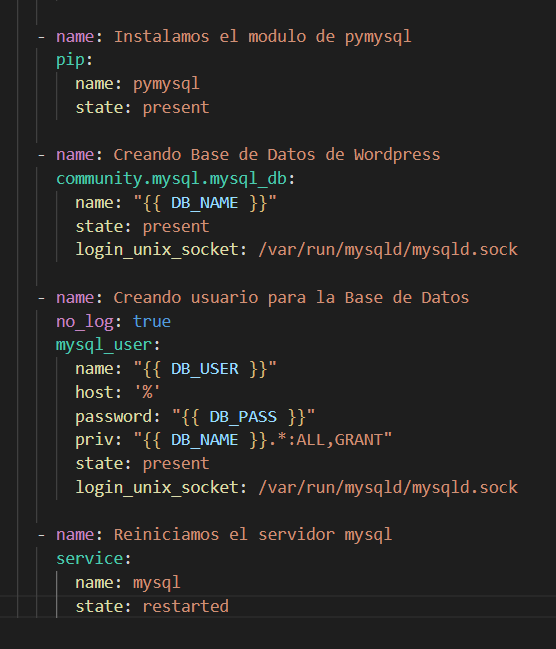 - name: Instalamos el modulo de pymysql
  pip:
    name: pymysql
    state: present

- name: Creando Base de Datos de Wordpress
  community.mysql.mysql_db:
    name: "{{ DB_NAME }}"
    state: present
    login_unix_socket: /var/run/mysqld/mysqld.sock

- name: Creando usuario para la Base de Datos
  no_log: true
  mysql_user:
    name: "{{ DB_USER }}"
    host: '%'
    password: "{{ DB_PASS }}"
    priv: "{{ DB_NAME }}.*:ALL,GRANT"
    state: present
    login_unix_socket: /var/run/mysqld/mysqld.sock

- name: Reiniciamos el servidor mysql
  service:
    name: mysql
    state: restarted